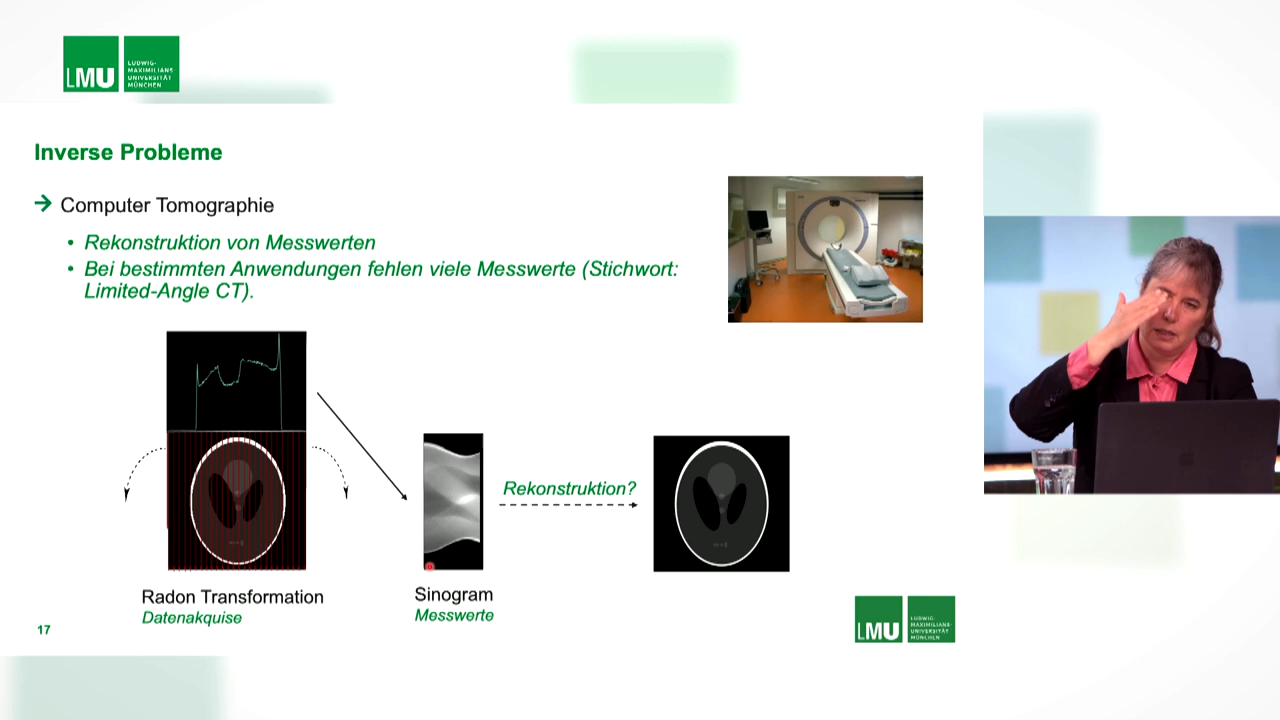 LMU
LUDWIG-
MAXIMILIANS-
UNIVERSITÄT
MÜNCHEN
Inverse Probleme
→ Computer Tomographie
• Rekonstruktion von Messwerten
• Bei bestimmten Anwendungen fehlen viele Messwerte (Stichwort:
Limited-Angle CT).
Rekonstruktion?
Radon Transformation
Datenakquise
Sinogram
Messwerte
17
LMU
LUDWIG-
MAXIMILIANS-
UNIVERSITÄT
MÜNCHEN